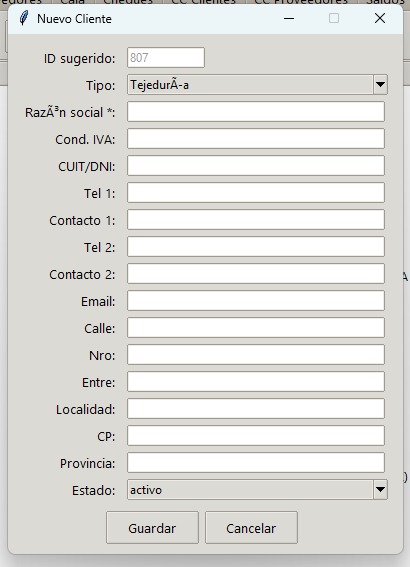 edores Caja Cheques CC Clientes CC Proveedores Saldos
Nuevo Cliente
ID sugerido: 807
Tipo: TejedurÃ-a
RazÃ³n social *:
Cond. IVA:
CUIT/DNI:
Tel 1:
Contacto 1:
Tel 2:
Contacto 2:
Email:
Calle:
Nro:
Entre:
Localidad:
CP:
Provincia:
Estado: activo
Guardar Cancelar